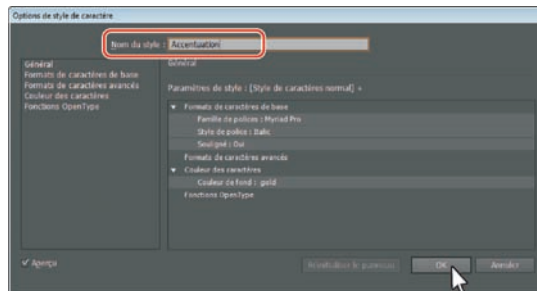 Options de style de caractère
Nom du style : Accentuation
Général
Formats de caractères de base
Formats de caractères avancés
Couleur des caractères
Fonctions OpenType
Général
Paramètres de style : [Style de caractères normal] +
Formats de caractères de base
Famille de polices : Myriad Pro
Style de police : Italic
Souligné : Oui
Formats de caractères avancés
Couleur des caractères
Couleur de fond : gold
Fonctions OpenType
Aperçu
Réinitialiser le panneau
OK
Annuler